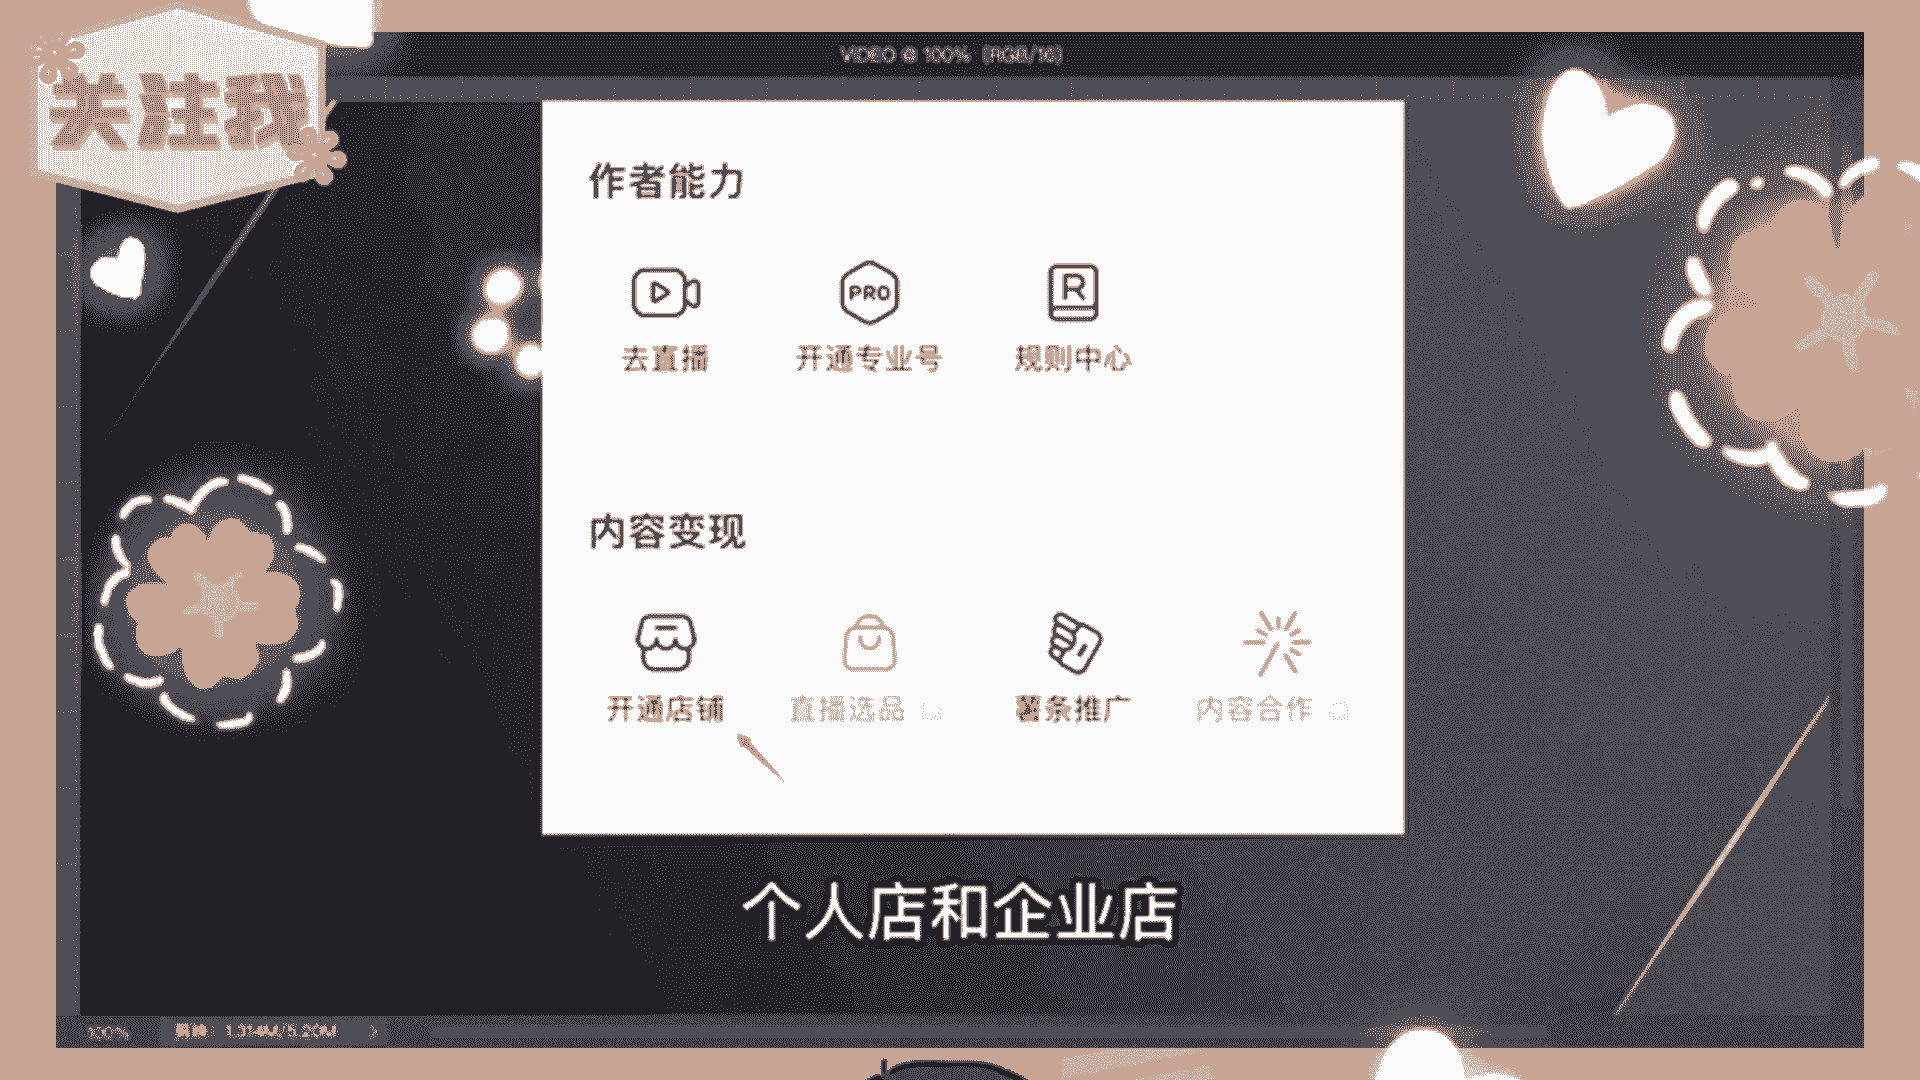 VIDEO @ 100% (RGB/16)
关注我
作者能力
PRO
R
去直播
开通专业号
规则中心
内容变现
开通店铺
直播选品
薯条推广
内容合作
个人店和企业店
100%
1.314M/5.20M